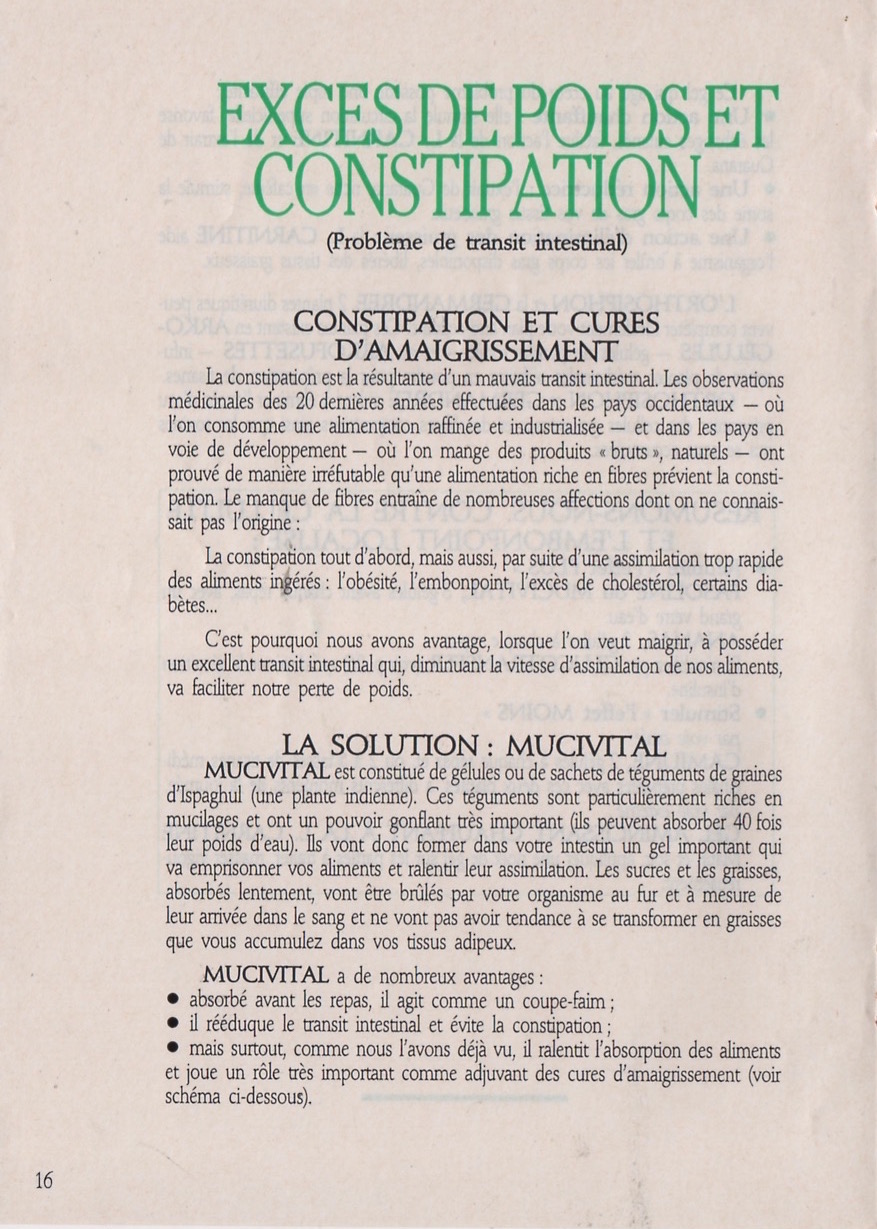 EXCES DE POIDS ET
CONSTIPATION
(Problème de transit intestinal)
CONSTIPATION ET CURES
D'AMAIGRISSEMENT
La constipation est la résultante d'un mauvais transit intestinal. Les observations
médicinales des 20 dernières années effectuées dans les pays occidentaux — où
l'on consomme une alimentation raffinée et industrialisée — et dans les pays en
voie de développement — où l'on mange des produits « bruts », naturels — ont
prouvé de manière irréfutable qu'une alimentation riche en fibres prévient la consti-
pation. Le manque de fibres entraîne de nombreuses affections dont on ne connais-
sait pas l'origine :
La constipation tout d'abord, mais aussi, par suite d'une assimilation trop rapide
des aliments ingérés : l'obésité, l'embonpoint, l'excès de cholestérol, certains dia-
bètes...
C'est pourquoi nous avons avantage, lorsque l'on veut maigrir, à posséder
un excellent transit intestinal qui, diminuant la vitesse d'assimilation de nos aliments,
va faciliter notre perte de poids.
LA SOLUTION : MUCIVITAL
MUCIVITAL est constitué de gélules ou de sachets de téguments de graines
d'Ispaghul (une plante indienne). Ces téguments sont particulièrement riches en
mucilages et ont un pouvoir gonflant très important (ils peuvent absorber 40 fois
leur poids d'eau). Ils vont donc former dans votre intestin un gel important qui
va emprisonner vos aliments et ralentir leur assimilation. Les sucres et les graisses,
absorbés lentement, vont être brûlés par votre organisme au fur et à mesure de
leur arrivée dans le sang et ne vont pas avoir tendance à se transformer en graisses
que vous accumulez dans vos tissus adipeux.
MUCIVITAL a de nombreux avantages :
● absorbé avant les repas, il agit comme un coupe-faim ;
● il rééduque le transit intestinal et évite la constipation ;
● mais surtout, comme nous l'avons déjà vu, il ralentit l'absorption des aliments
et joue un rôle très important comme adjuvant des cures d'amaigrissement (voir
schéma ci-dessous).
16